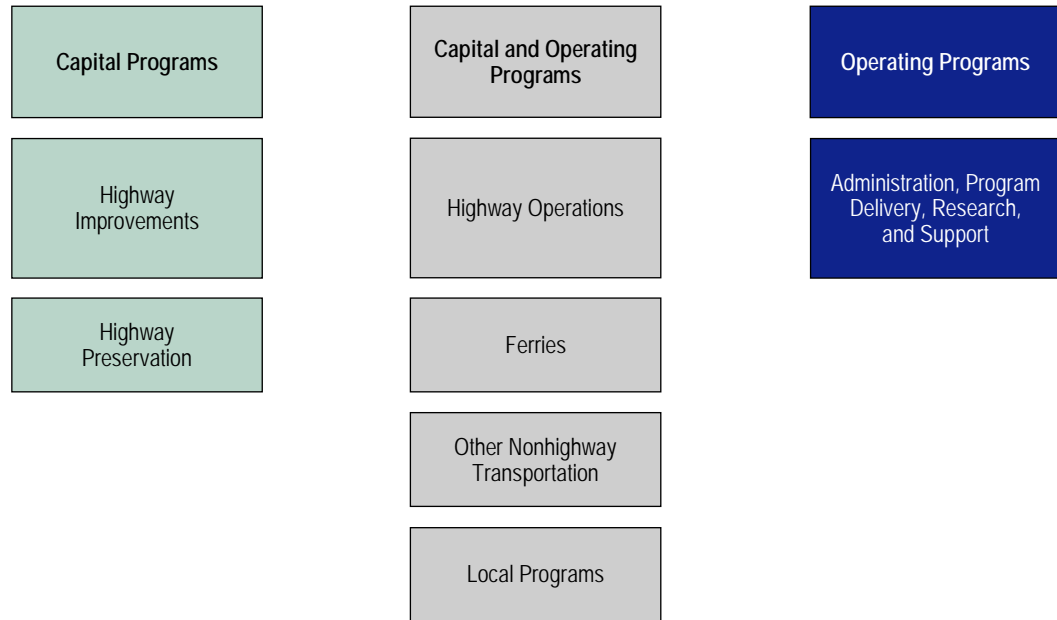 Capital Programs
Capital and Operating
Programs
Operating Programs
Highway
Improvements
Highway Operations
Administration, Program
Delivery, Research,
and Support
Highway
Preservation
Ferries
Other Nonhighway
Transportation
Local Programs